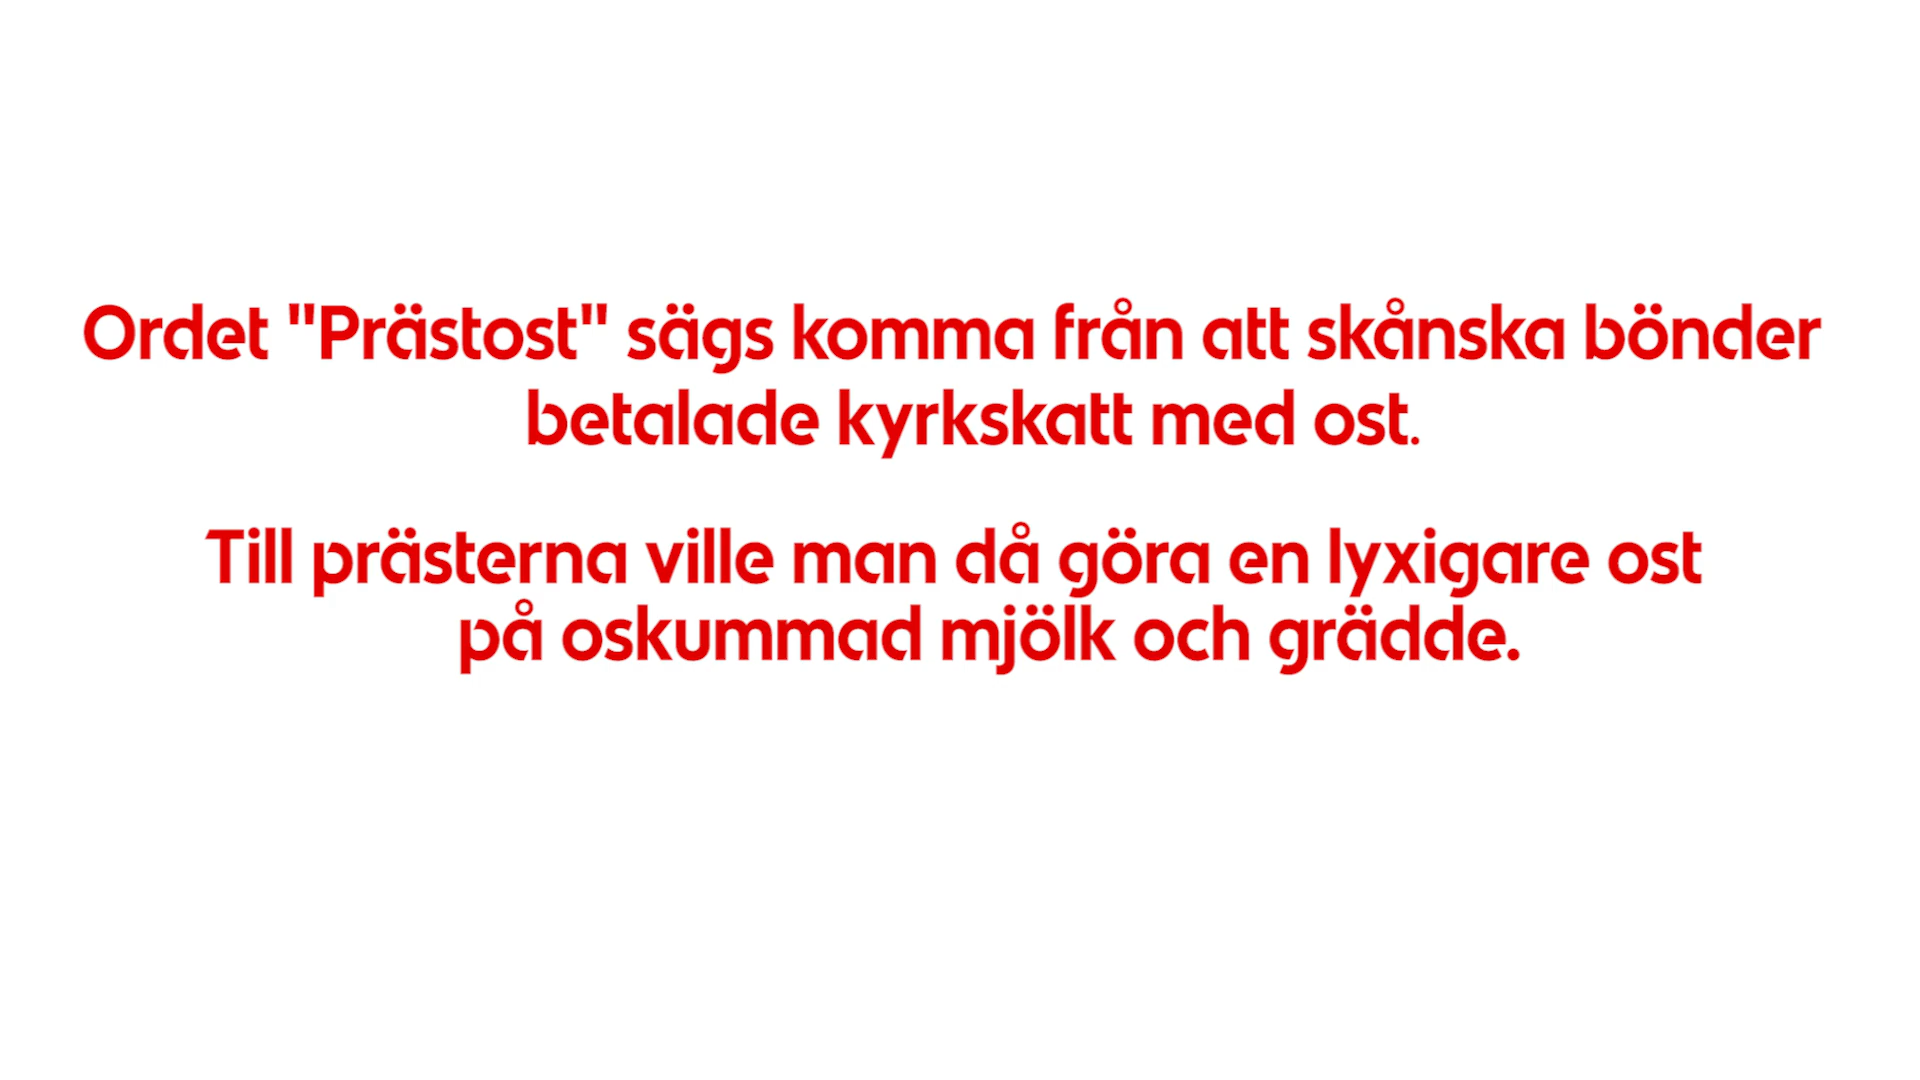 Ordet "Prästost" sägs komma från att skånska bönder
betalade kyrkskatt med ost.
Till prästerna ville man då göra en lyxigare ost
på oskummad mjölk och grädde.